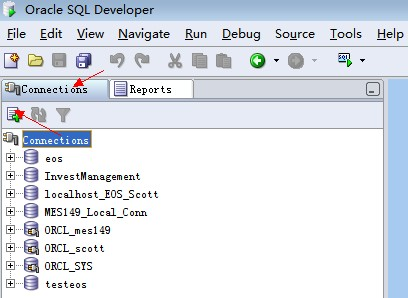 Oracle SQL Developer
File Edit View Navigate Run Debug Source Tools Help
SQL
Connections Reports
Connections
eos
InvestManagement
localhost_EOS_Scott
MES149_Local_Conn
ORCL_mes149
ORCL_scott
ORCL_SYS
testeos